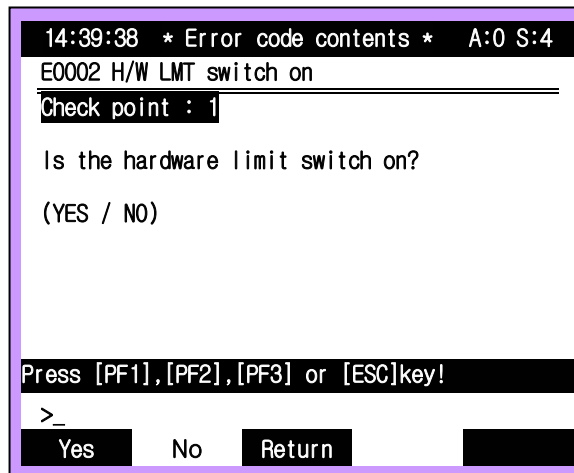 14:39:38 * Error code contents * A:0 S:4
E0002 H/W LMT switch on
Check point : 1
Is the hardware limit switch on?
(YES / NO)
Press [PF1],[PF2],[PF3] or [ESC]key!
>_
Yes No Return